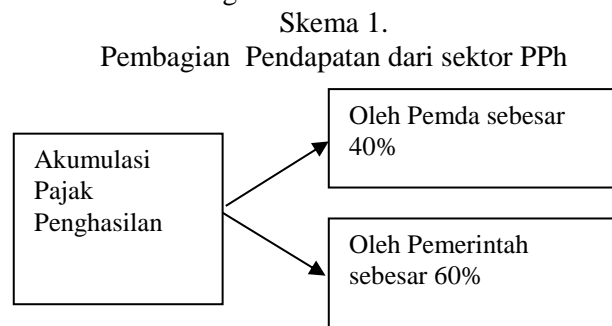 Skema 1.
Pembagian Pendapatan dari sektor PPh
Oleh Pemda sebesar
40%
Akumulasi
Pajak
Penghasilan
Oleh Pemerintah
sebesar 60%